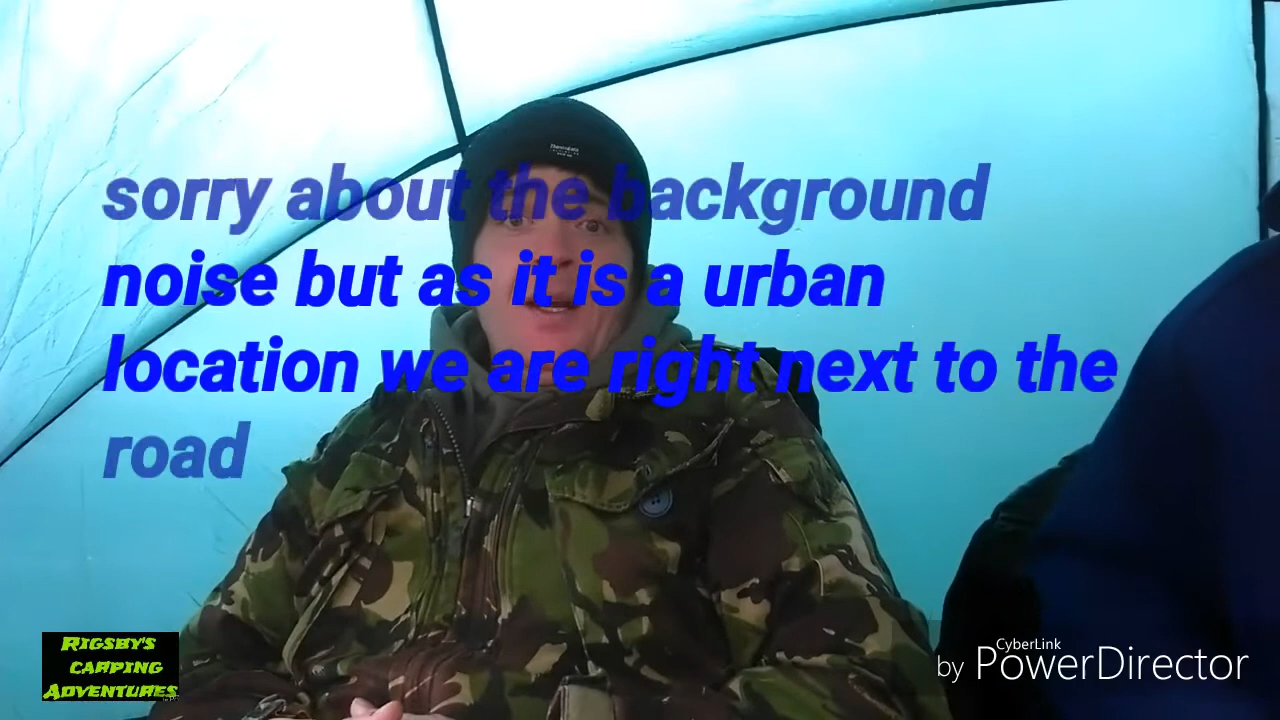 sorry about the background
noise but as it is a urban
location we are right next to the
road
RIGSBY'S
CARPING
ADVENTURES
CyberLink
by PowerDirector